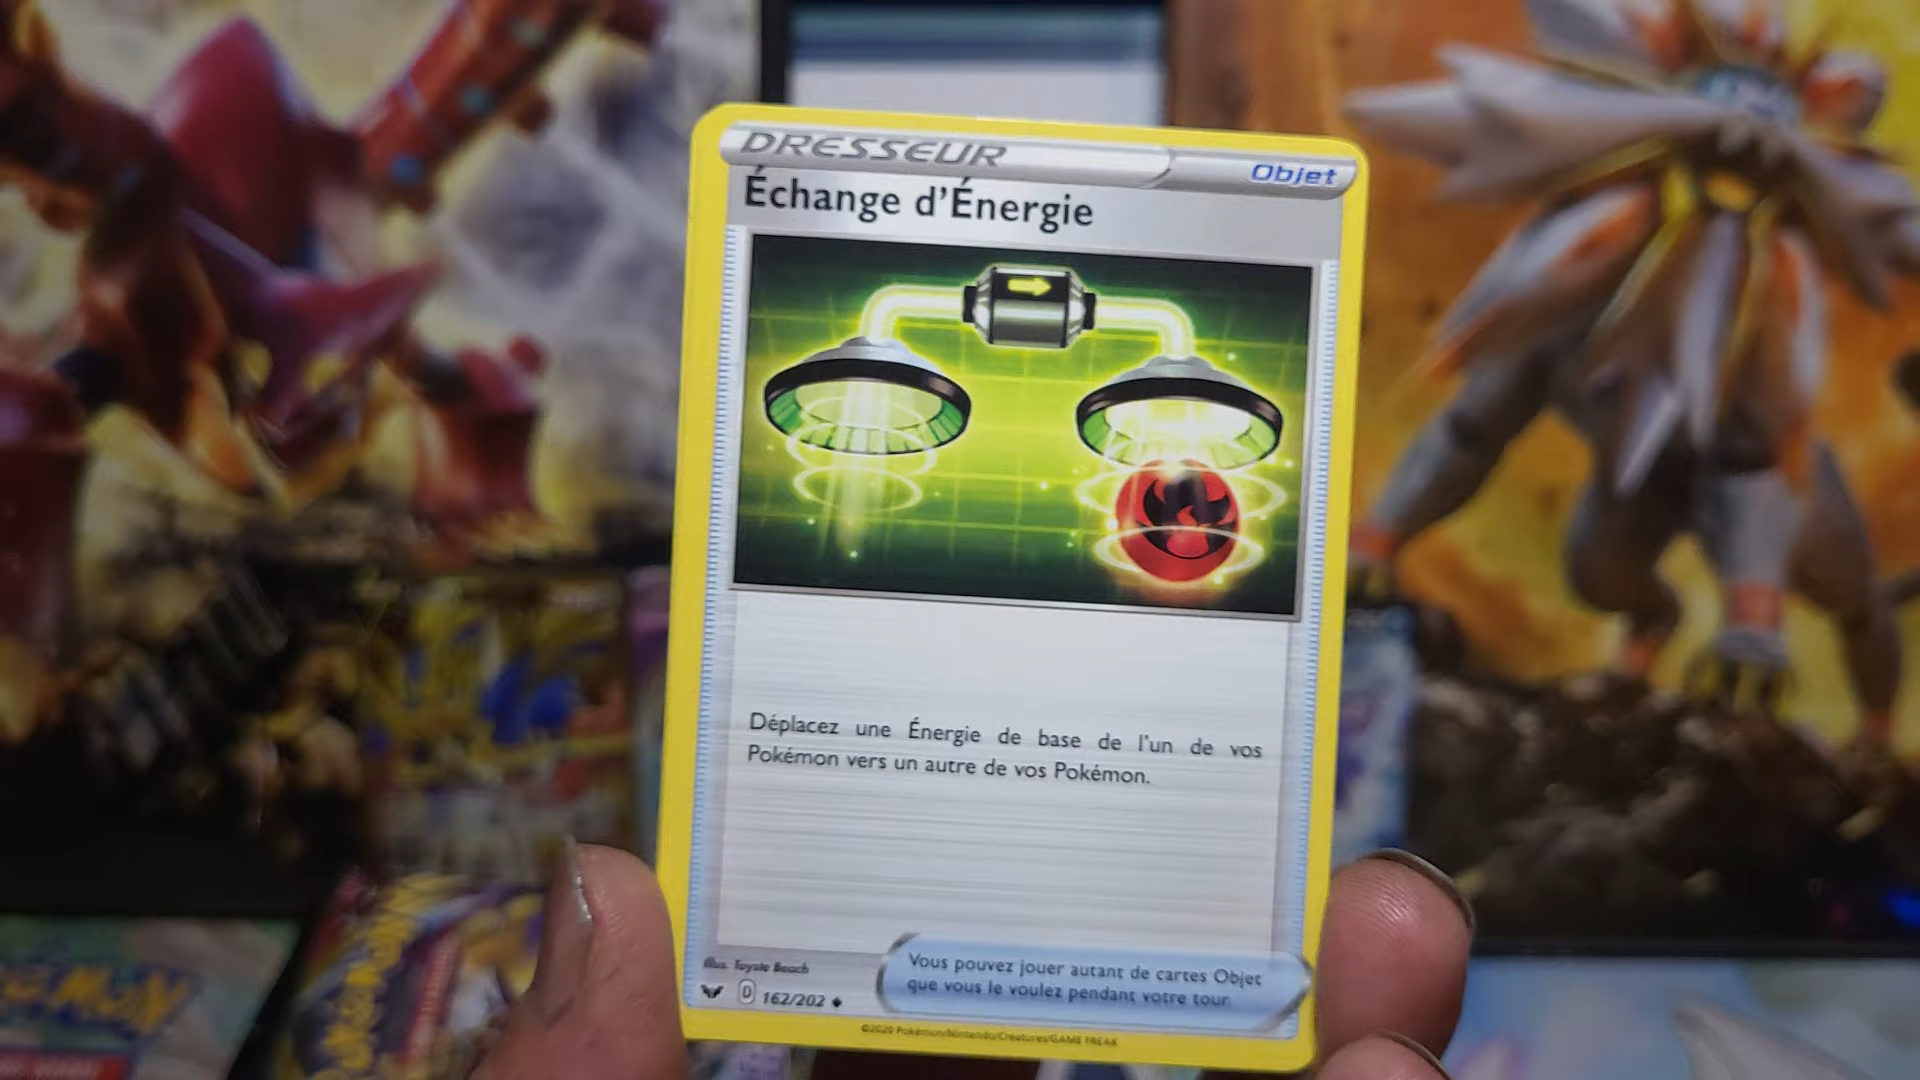 DRESSEUR
Objet
Échange d'Énergie
Déplacez une Énergie de base de l'un de vos
Pokémon vers un autre de vos Pokémon.
Illus. Toyste Beach
Vous pouvez jouer autant de cartes Objet
que vous le voulez pendant votre tour.
D 162/202
©2020 Pokémon/Nintendo/Creatures/GAME FREAK